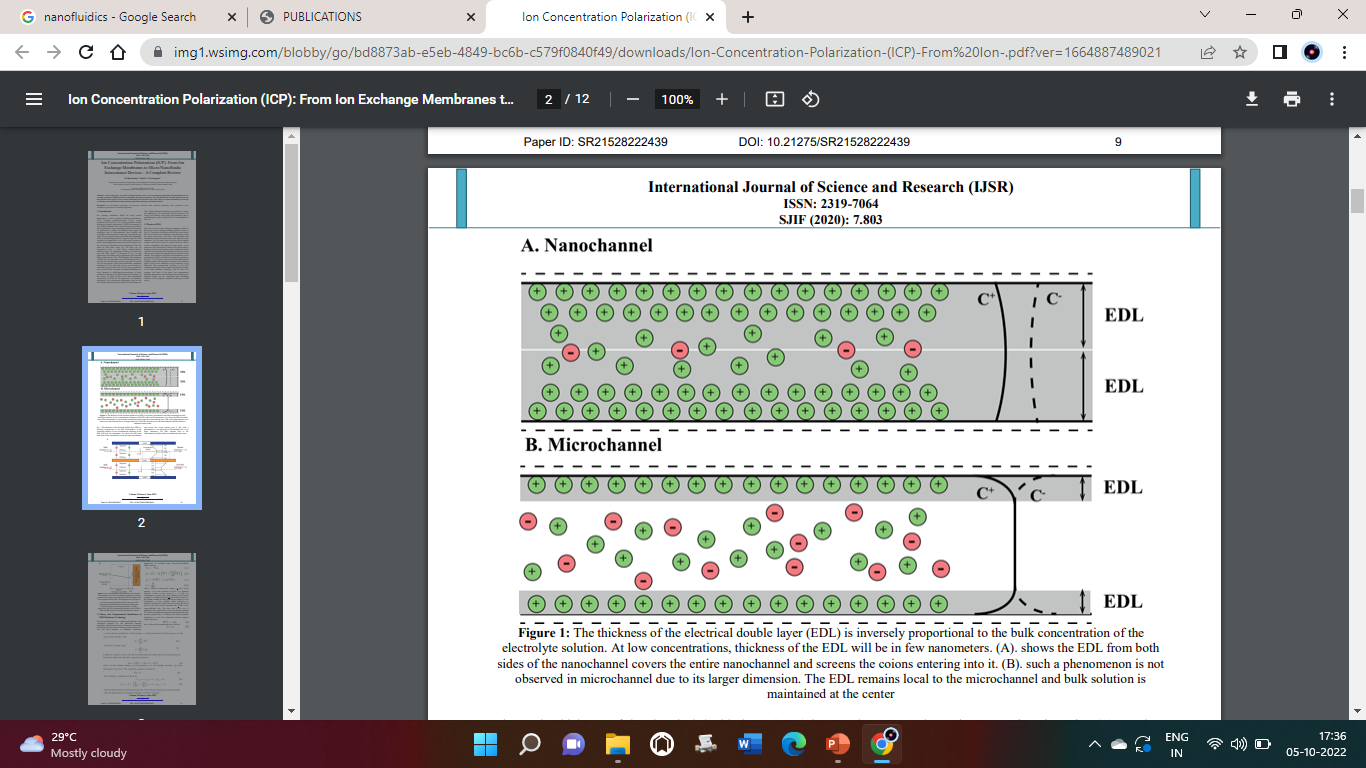 nanofluidics - Google Search
PUBLICATIONS
Ion Concentration Polarization (IC
img1.wsimg.com/blobby/go/bd8873ab-e5eb-4849-bc6b-c579f0840f49/downloads/Ion-Concentration-Polarization-(ICP)-From%20Ion-.pdf?ver=1664887489021
Ion Concentration Polarization (ICP): From Ion Exchange Membranes t...
2 / 12
100%
Paper ID: SR21528222439 DOI: 10.21275/SR21528222439 9
International Journal of Science and Research (IJSR)
ISSN: 2319-7064
SJIF (2020): 7.803
A. Nanochannel
C+ C-
EDL
EDL
B. Microchannel
C+ C-
EDL
EDL
Figure 1: The thickness of the electrical double layer (EDL) is inversely proportional to the bulk concentration of the
electrolyte solution. At low concentrations, thickness of the EDL will be in few nanometers. (A). shows the EDL from both
sides of the nanochannel covers the entire nanochannel and screens the coions entering into it. (B). such a phenomenon is not
observed in microchannel due to its larger dimension. The EDL remains local to the microchannel and bulk solution is
maintained at the center
1
2
29°C
Mostly cloudy
ENG
IN
17:36
05-10-2022